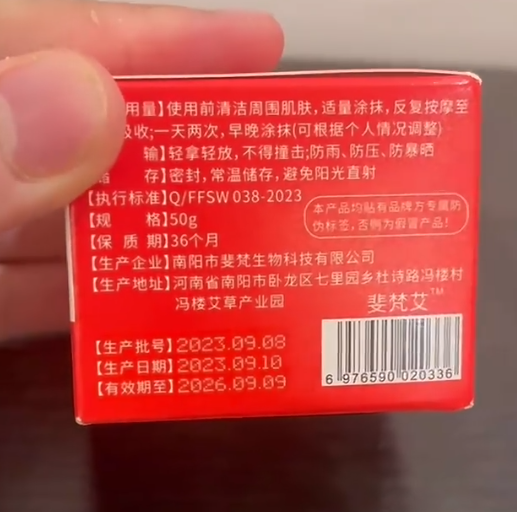 用量】使用前清洁周围肌肤,适量涂抹,反复按摩至
吸收;一天两次,早晚涂抹(可根据个人情况调整)
输】轻拿轻放,不得撞击;防雨、防压、防暴晒
存】密封,常温储存,避免阳光直射
【执行标准】Q/FFSW 038-2023
【规 格】50g
【保 质 期】36个月
本产品均贴有品牌方专属防
伪标签,否则为假冒产品!
【生产企业】南阳市斐梵生物科技有限公司
【生产地址】河南省南阳市卧龙区七里园乡杜诗路冯楼村
冯楼艾草产业园
斐梵艾™
【生产批号】2023.09.08
【生产日期】2023.09.10
【有效期至】2026.09.09
6 976590 020336